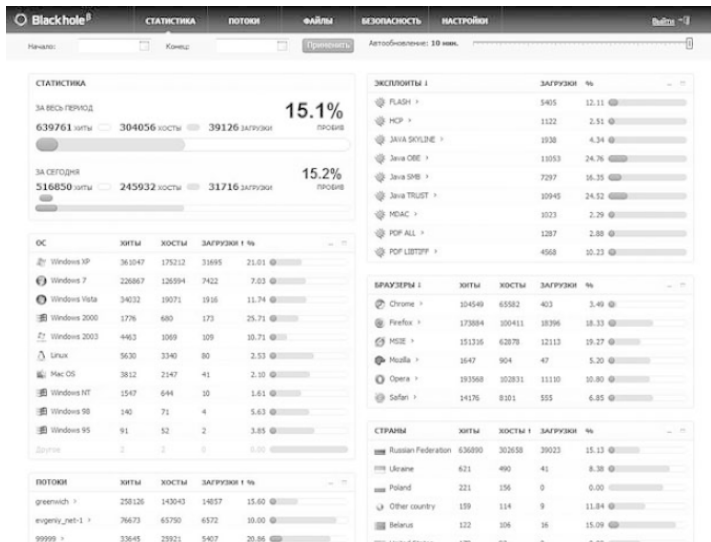 Blackhole β СТАТИСТИКА ПОТОКИ ФАЙЛЫ БЕЗОПАСНОСТЬ НАСТРОЙКИ Выйти
Начало: Конец: Применить Автообновление: 10 мин.
СТАТИСТИКА
ЗА ВЕСЬ ПЕРИОД 15.1%
639761 хиты 304056 хосты 39126 загрузки ПРОБИВ
ЗА СЕГОДНЯ 15.2%
516850 хиты 245932 хосты 31716 загрузки ПРОБИВ
ОС ХИТЫ ХОСТЫ ЗАГРУЗКИ ↑ %
Windows XP 361047 175212 31695 21.01
Windows 7 226867 126594 7422 7.03
Windows Vista 34032 19071 1916 11.74
Windows 2000 1776 680 173 25.71
Windows 2003 4463 1069 109 10.71
Linux 5630 3340 80 2.53
Mac OS 3812 2147 41 2.10
Windows NT 1547 644 10 1.61
Windows 98 140 71 4 5.63
Windows 95 91 52 2 3.85
Другие 2 2 0 0.00
ПОТОКИ ХИТЫ ХОСТЫ ЗАГРУЗКИ ↑ %
greenwich > 258126 143043 14857 15.60
evgeniy_net-1 > 76673 65750 6572 10.00
99999 > 33645 25921 5407 20.86
ЭКСПЛОИТЫ ↓ ЗАГРУЗКИ %
FLASH > 5405 12.11
HCP > 1122 2.51
JAVA SKYLINE > 1938 4.34
Java OBE > 11053 24.76
Java SMB > 7297 16.35
Java TRUST > 10945 24.52
MDAC > 1023 2.29
PDF ALL > 1287 2.88
PDF LIBTIFF > 4568 10.23
БРАУЗЕРЫ ↓ ХИТЫ ХОСТЫ ЗАГРУЗКИ %
Chrome > 104549 65582 403 3.49
Firefox > 173884 100411 18396 18.33
MSIE > 151316 62878 12113 19.27
Mozilla > 1647 904 47 5.20
Opera > 193568 102831 11110 10.80
Safari > 14176 8101 555 6.85
СТРАНЫ ХИТЫ ХОСТЫ ↑ ЗАГРУЗКИ %
Russian Federation 636890 302658 39023 15.13
Ukraine 621 490 41 8.38
Poland 221 156 0 0.00
Other country 159 114 9 11.84
Belarus 122 106 16 15.09